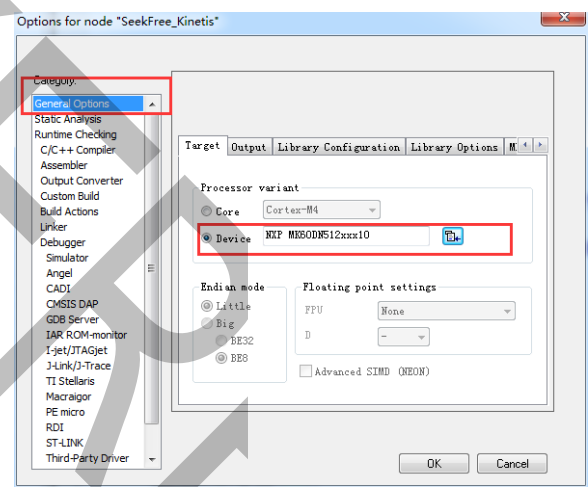 Options for node "SeekFree_Kinetis"
Category:
General Options
Static Analysis
Runtime Checking
C/C++ Compiler
Assembler
Output Converter
Custom Build
Build Actions
Linker
Debugger
Simulator
Angel
CADI
CMSIS DAP
GDB Server
IAR ROM-monitor
I-jet/JTAGjet
J-Link/J-Trace
TI Stellaris
Macraigor
PE micro
RDI
ST-LINK
Third-Party Driver
Target Output Library Configuration Library Options
Processor variant
Core Cortex-M4
Device NXP MK60DN512xxx10
Endian mode
Little
Big
BE32
BE8
Floating point settings
FPU None
D -
Advanced SIMD (NEON)
OK Cancel